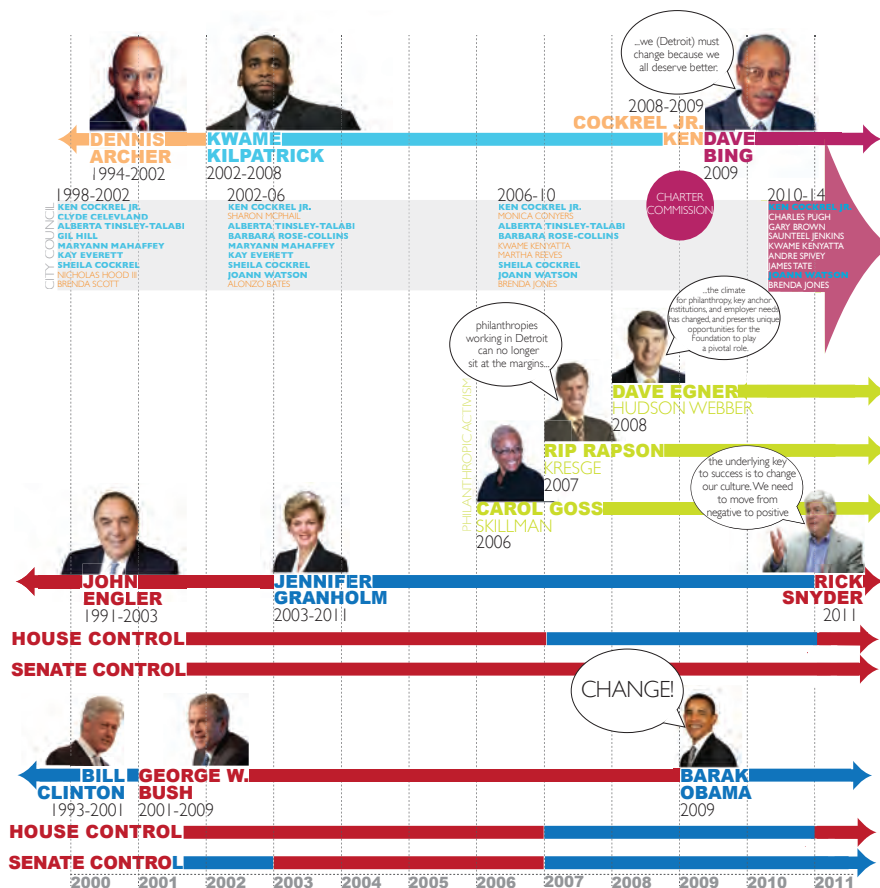 ...we (Detroit) must
change because we
all deserve better.
2008-2009
COCKREL JR.
KEN
DENNIS
ARCHER
1994-2002
KWAME
KILPATRICK
2002-2008
DAVE
BING
2009
CITY COUNCIL
1998-2002
KEN COCKREL JR.
CLYDE CELEVLAND
ALBERTA TINSLEY-TALABI
GIL HILL
MARYANN MAHAFFEY
KAY EVERETT
SHEILA COCKREL
NICHOLAS HOOD III
BRENDA SCOTT
2002-06
KEN COCKREL JR.
SHARON MCPHAIL
ALBERTA TINSLEY-TALABI
BARBARA ROSE-COLLINS
MARYANN MAHAFFEY
KAY EVERETT
SHEILA COCKREL
JOANN WATSON
ALONZO BATES
2006-10
KEN COCKREL JR.
MONICA CONYERS
ALBERTA TINSLEY-TALABI
BARBARA ROSE-COLLINS
KWAME KENYATTA
MARTHA REEVES
SHEILA COCKREL
JOANN WATSON
BRENDA JONES
CHARTER
COMMISSION
2010-14
KEN COCKREL JR.
CHARLES PUGH
GARY BROWN
SAUNTEEL JENKINS
KWAME KENYATTA
ANDRE SPIVEY
JAMES TATE
JOANN WATSON
BRENDA JONES
...the climate
for philanthropy, key anchor
institutions, and employer needs
has changed, and presents unique
opportunities for the
Foundation to play
a pivotal role.
philanthropies
working in Detroit
can no longer
sit at the margins...
PHILANTHROPIC ACTIVISM
DAVE EGNER
HUDSON WEBBER
2008
RIP RAPSON
KRESGE
2007
CAROL GOSS
SKILLMAN
2006
the underlying key
to success is to change
our culture. We need
to move from
negative to positive
JOHN
ENGLER
1991-2003
JENNIFER
GRANHOLM
2003-2011
RICK
SNYDER
2011
HOUSE CONTROL
SENATE CONTROL
CHANGE!
BILL
CLINTON
1993-2001
GEORGE W.
BUSH
2001-2009
BARAK
OBAMA
2009
HOUSE CONTROL
SENATE CONTROL
2000 2001 2002 2003 2004 2005 2006 2007 2008 2009 2010 2011